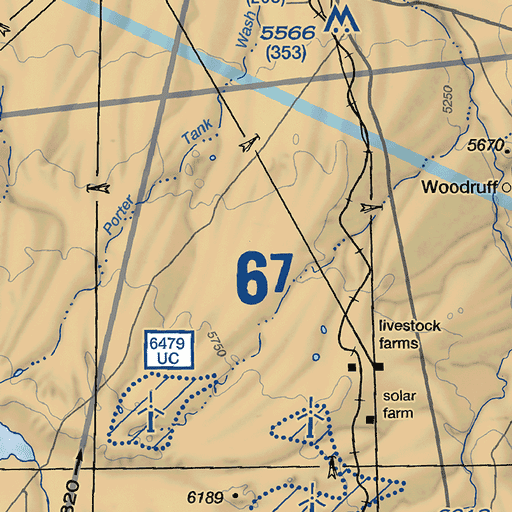 Wash
5566
(353)
5250
Tank
5670
Woodruff
Porter
67
livestock
farms
5750
6479
UC
solar
farm
6189